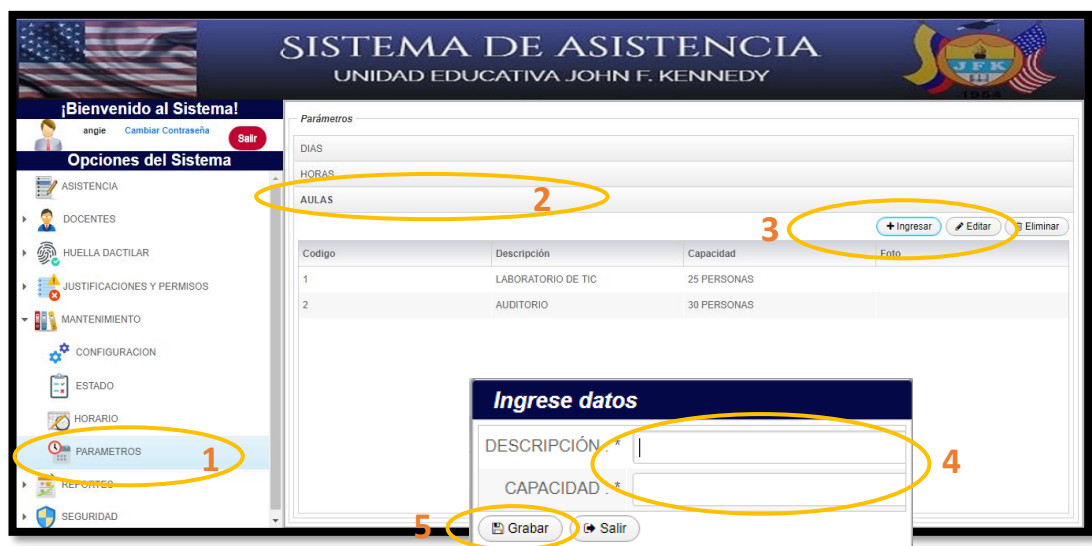 SISTEMA DE ASISTENCIA
UNIDAD EDUCATIVA JOHN F. KENNEDY
JFK
1954
¡Bienvenido al Sistema!
angie Cambiar Contraseña Salir
Opciones del Sistema
ASISTENCIA
DOCENTES
HUELLA DACTILAR
JUSTIFICACIONES Y PERMISOS
MANTENIMIENTO
CONFIGURACION
ESTADO
HORARIO
PARAMETROS 1
REPORTES
SEGURIDAD
Parámetros
DIAS
HORAS
AULAS 2
3 Ingresar Editar Eliminar
Codigo Descripción Capacidad Foto
1 LABORATORIO DE TIC 25 PERSONAS
2 AUDITORIO 30 PERSONAS
Ingrese datos
DESCRIPCIÓN : *
CAPACIDAD : *
4
5 Grabar Salir